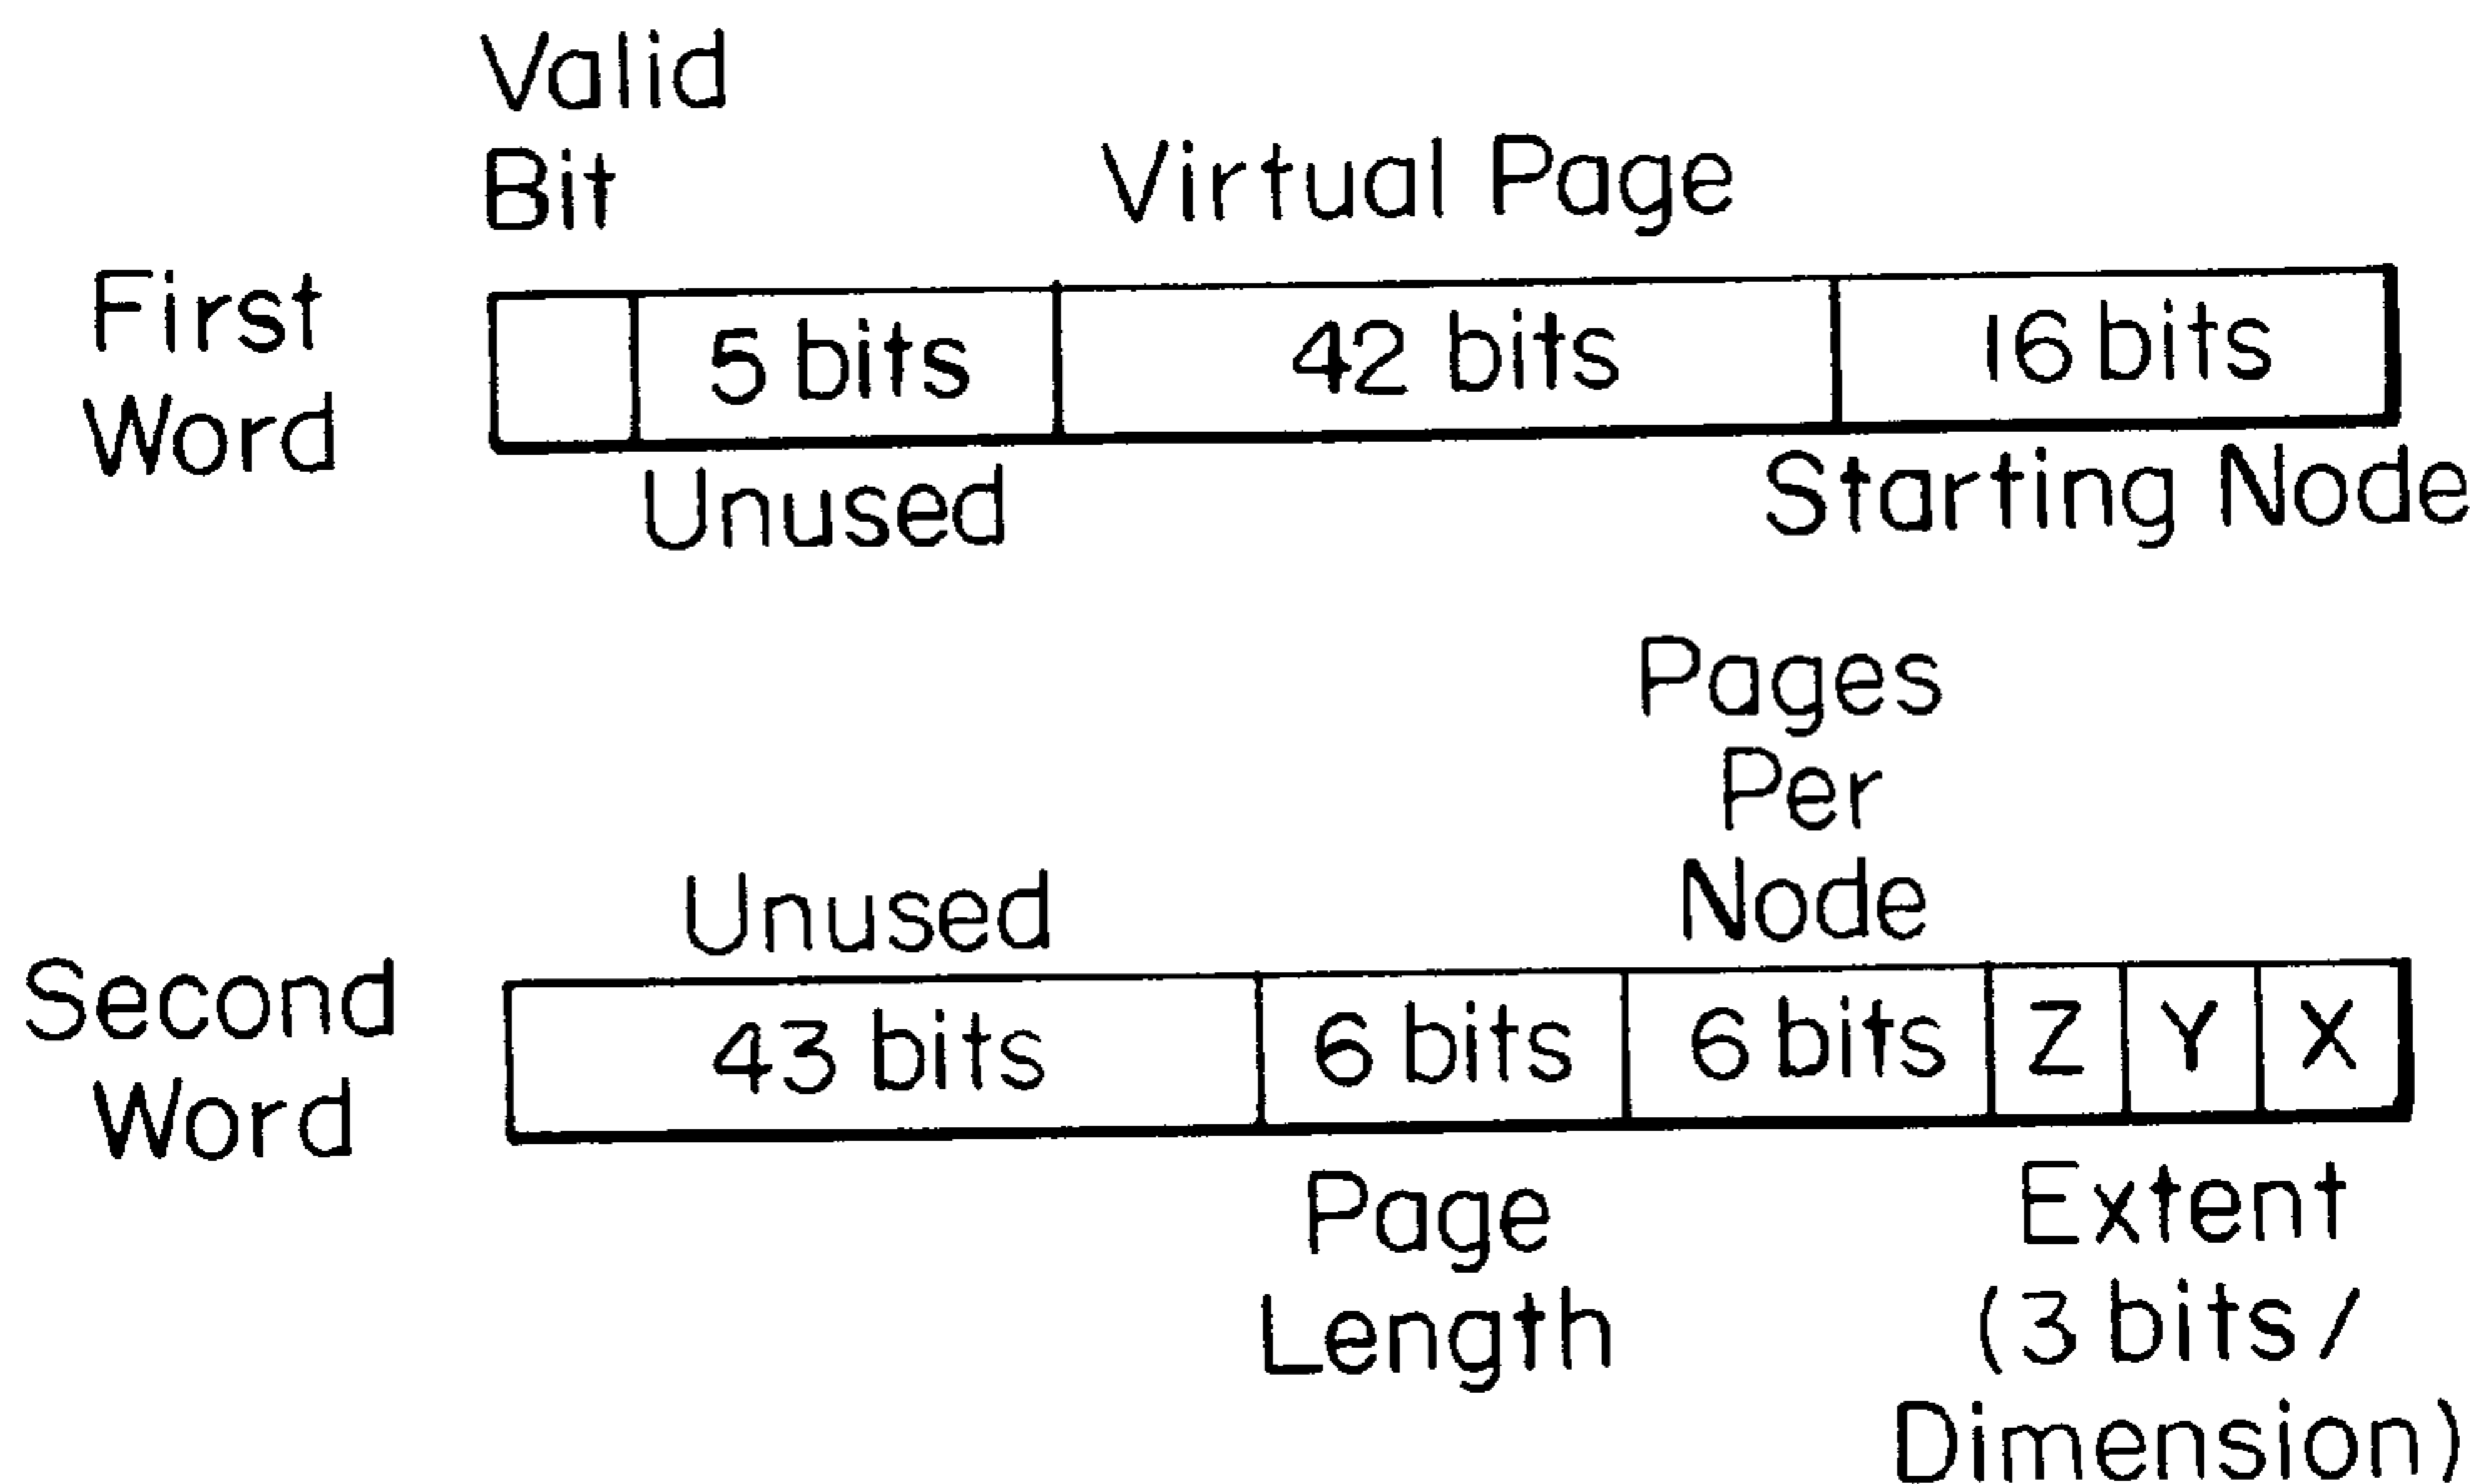 Valid
Bit
Virtual Page
First
Word
5 bits
42 bits
16 bits
Unused
Starting Node
Pages
Per
Node
Unused
Second
Word
43 bits
6 bits
6 bits
Z
Y
X
Page
Length
Extent
(3 bits/
Dimension)